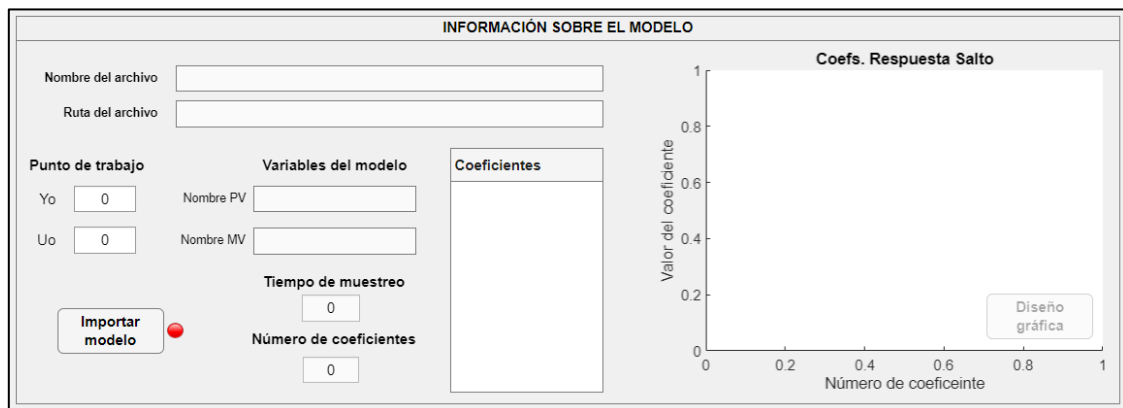 INFORMACIÓN SOBRE EL MODELO
Nombre del archivo
Ruta del archivo
Punto de trabajo
Yo 0
Uo 0
Importar
modelo
Variables del modelo
Nombre PV
Nombre MV
Tiempo de muestreo
0
Número de coeficientes
0
Coeficientes
Coefs. Respuesta Salto
Valor del coeficiente
1
0.8
0.6
0.4
0.2
0
Diseño
gráfica
0 0.2 0.4 0.6 0.8 1
Número de coeficeinte